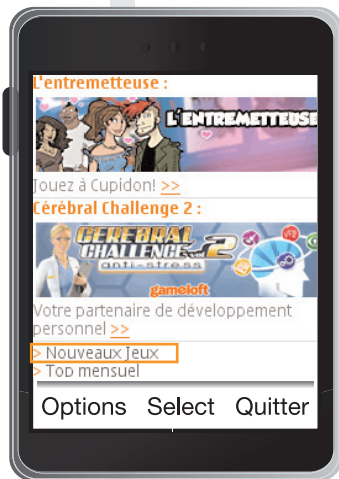 L'entremetteuse :
L'ENTREMETTEUSE
Jouez à Cupidon! >>
Cérébral Challenge 2 :
CEREBRAL
CHALLENGE 2
anti-stress
gameloft
Votre partenaire de développement
personnel >>
> Nouveaux Jeux
> Top mensuel
Options Select Quitter